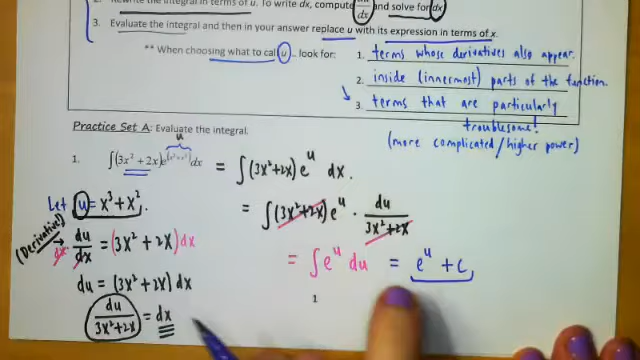 2. Rewrite the integral in terms of u. To write dx, compute du/dx and solve for dx
3. Evaluate the integral and then in your answer replace u with its expression in terms of x.
** When choosing what to call u.. look for:
1. terms whose derivatives also appear.
2. inside (innermost) parts of the function.
3. terms that are particularly troublesome!
(more complicated/higher power)
Practice Set A: Evaluate the integral.
u
1. ∫(3x²+2x)e^(x³+x²)dx = ∫(3x²+2x)e^u dx.
Let u = x³+x².
= ∫(3x²+2x)e^u · du/(3x²+2x)
(Derivative) → dx· du/dx = (3x²+2x)dx
= ∫e^u du = e^u + c
du = (3x²+2x)dx
du/(3x²+2x) = dx
1